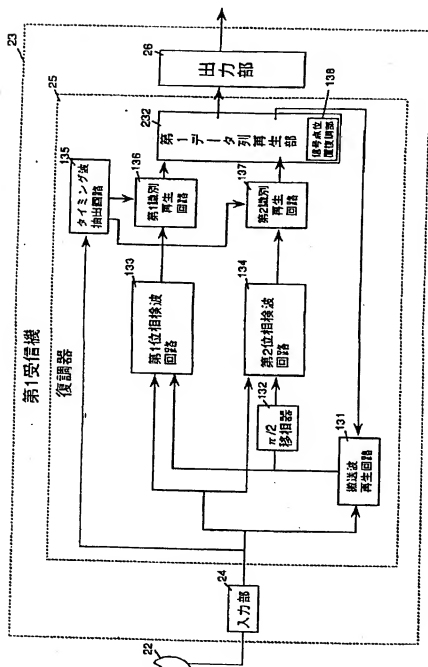 第1受信機
23
復調器
25
22
24
入力部
135
タイミング波
抽出回路
133
第1位相検波
回路
136
第1識別
再生
回路
134
第2位相検波
回路
137
第2識別
再生
回路
132
π/2
移相器
131
搬送波
再生回路
232
第1データ列再生部
138
信号点位
置復調部
26
出力部